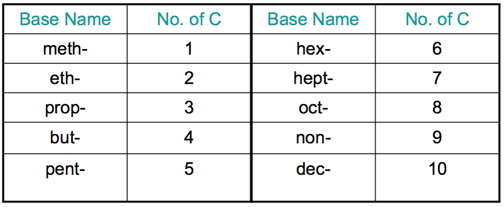 Base Name No. of C Base Name No. of C
meth- 1 hex- 6
eth- 2 hept- 7
prop- 3 oct- 8
but- 4 non- 9
pent- 5 dec- 10